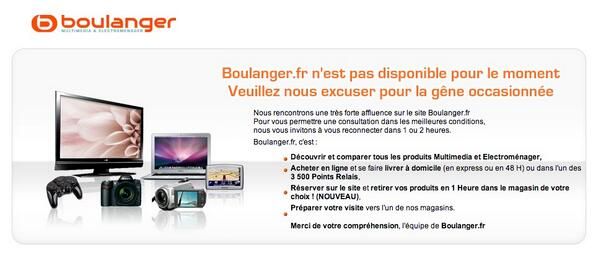 boulanger
MULTIMEDIA & ELECTROMENAGER
Boulanger.fr n'est pas disponible pour le moment
Veuillez nous excuser pour la gêne occasionnée
Nous rencontrons une très forte affluence sur le site Boulanger.fr
Pour vous permettre une consultation dans les meilleures conditions,
nous vous invitons à vous reconnecter dans 1 ou 2 heures.
Boulanger.fr, c'est :
Découvrir et comparer tous les produits Multimedia et Electroménager,
Acheter en ligne et se faire livrer à domicile (en express ou en 48 H) ou dans l'un des
3 500 Points Relais,
Réserver sur le site et retirer vos produits en 1 Heure dans le magasin de votre
choix ! (NOUVEAU),
Préparer votre visite vers l'un de nos magasins.
Merci de votre compréhension, l'équipe de Boulanger.fr